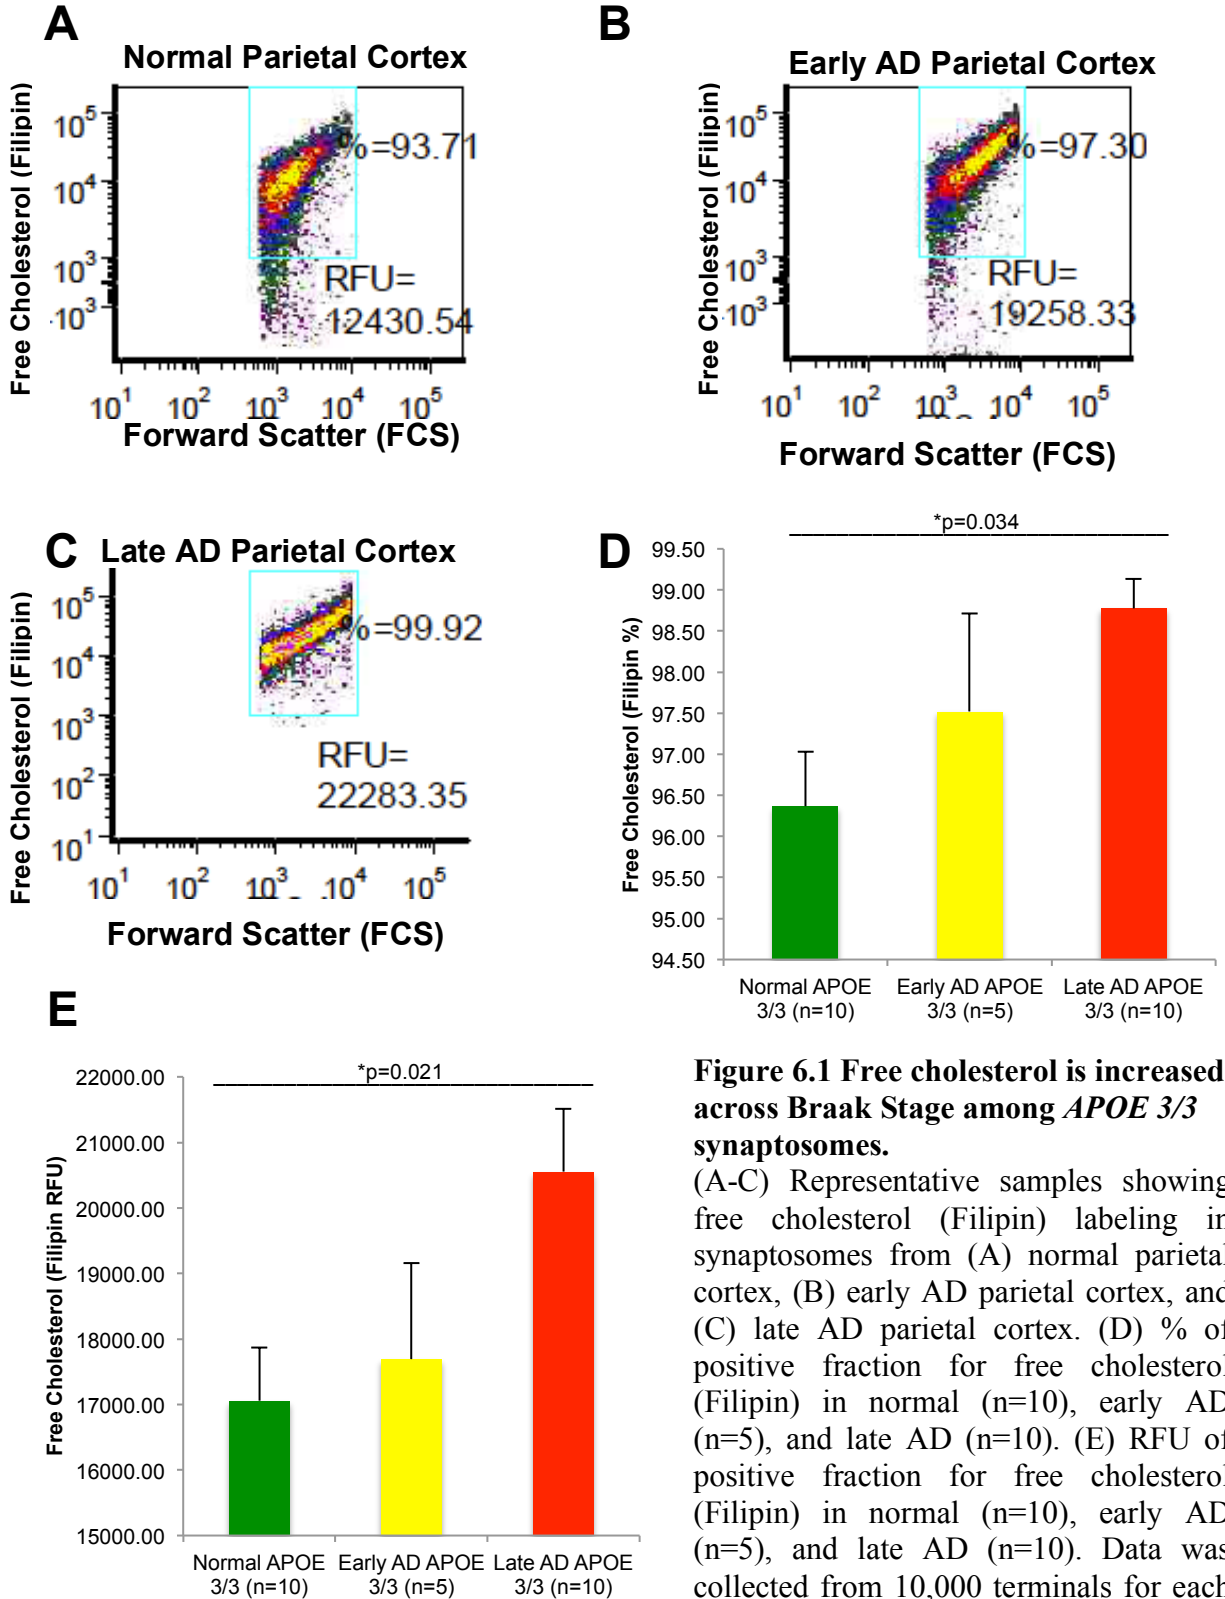 A
Normal Parietal Cortex
Free Cholesterol (Filipin)
10^5
10^4
10^3
-10^3
%=93.71
RFU=
12430.54
10^1 10^2 10^3 10^4 10^5
Forward Scatter (FCS)
B
Early AD Parietal Cortex
Free Cholesterol (Filipin)
10^5
10^4
10^3
-10^3
%=97.30
RFU=
19258.33
10^1 10^2 10^3 10^4 10^5
Forward Scatter (FCS)
C
Late AD Parietal Cortex
Free Cholesterol (Filipin)
10^5
10^4
10^3
10^2
10^1
%=99.92
RFU=
22283.35
10^1 10^2 10^3 10^4 10^5
Forward Scatter (FCS)
D
*p=0.034
Free Cholesterol (Filipin %)
99.50
99.00
98.50
98.00
97.50
97.00
96.50
96.00
95.50
95.00
94.50
Normal APOE Early AD APOE Late AD APOE
3/3 (n=10) 3/3 (n=5) 3/3 (n=10)
E
*p=0.021
Free Cholesterol (Filipin RFU)
22000.00
21000.00
20000.00
19000.00
18000.00
17000.00
16000.00
15000.00
Normal APOE Early AD APOE Late AD APOE
3/3 (n=10) 3/3 (n=5) 3/3 (n=10)
Figure 6.1 Free cholesterol is increased
across Braak Stage among APOE 3/3
synaptosomes.
(A-C) Representative samples showing
free cholesterol (Filipin) labeling in
synaptosomes from (A) normal parietal
cortex, (B) early AD parietal cortex, and
(C) late AD parietal cortex. (D) % of
positive fraction for free cholesterol
(Filipin) in normal (n=10), early AD
(n=5), and late AD (n=10). (E) RFU of
positive fraction for free cholesterol
(Filipin) in normal (n=10), early AD
(n=5), and late AD (n=10). Data was
collected from 10,000 terminals for each